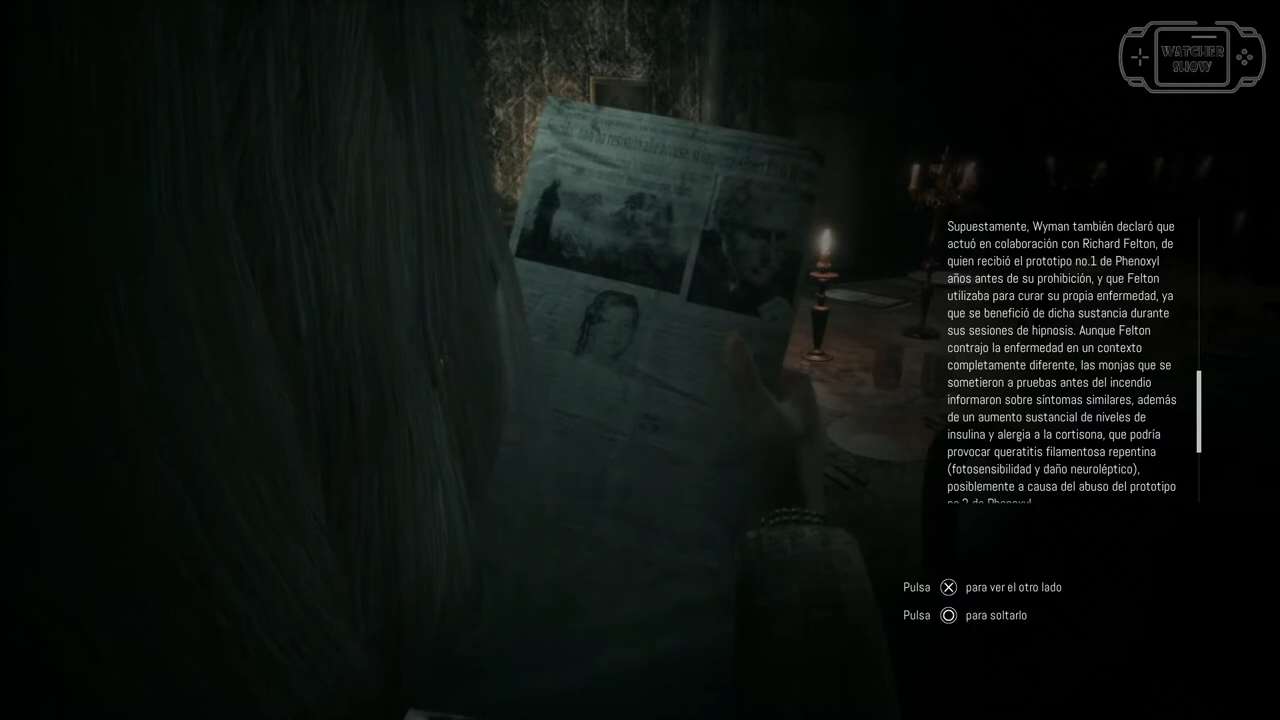 WATCHER
SHOW
Supuestamente, Wyman también declaró que
actuó en colaboración con Richard Felton, de
quien recibió el prototipo no.1 de Phenoxyl
años antes de su prohibición, y que Felton
utilizaba para curar su propia enfermedad, ya
que se benefició de dicha sustancia durante
sus sesiones de hipnosis. Aunque Felton
contrajo la enfermedad en un contexto
completamente diferente, las monjas que se
sometieron a pruebas antes del incendio
informaron sobre síntomas similares, además
de un aumento sustancial de niveles de
insulina y alergia a la cortisona, que podría
provocar queratitis filamentosa repentina
(fotosensibilidad y daño neuroléptico),
posiblemente a causa del abuso del prototipo
no.2 de Phenoxyl
Pulsa para ver el otro lado
Pulsa para soltarlo